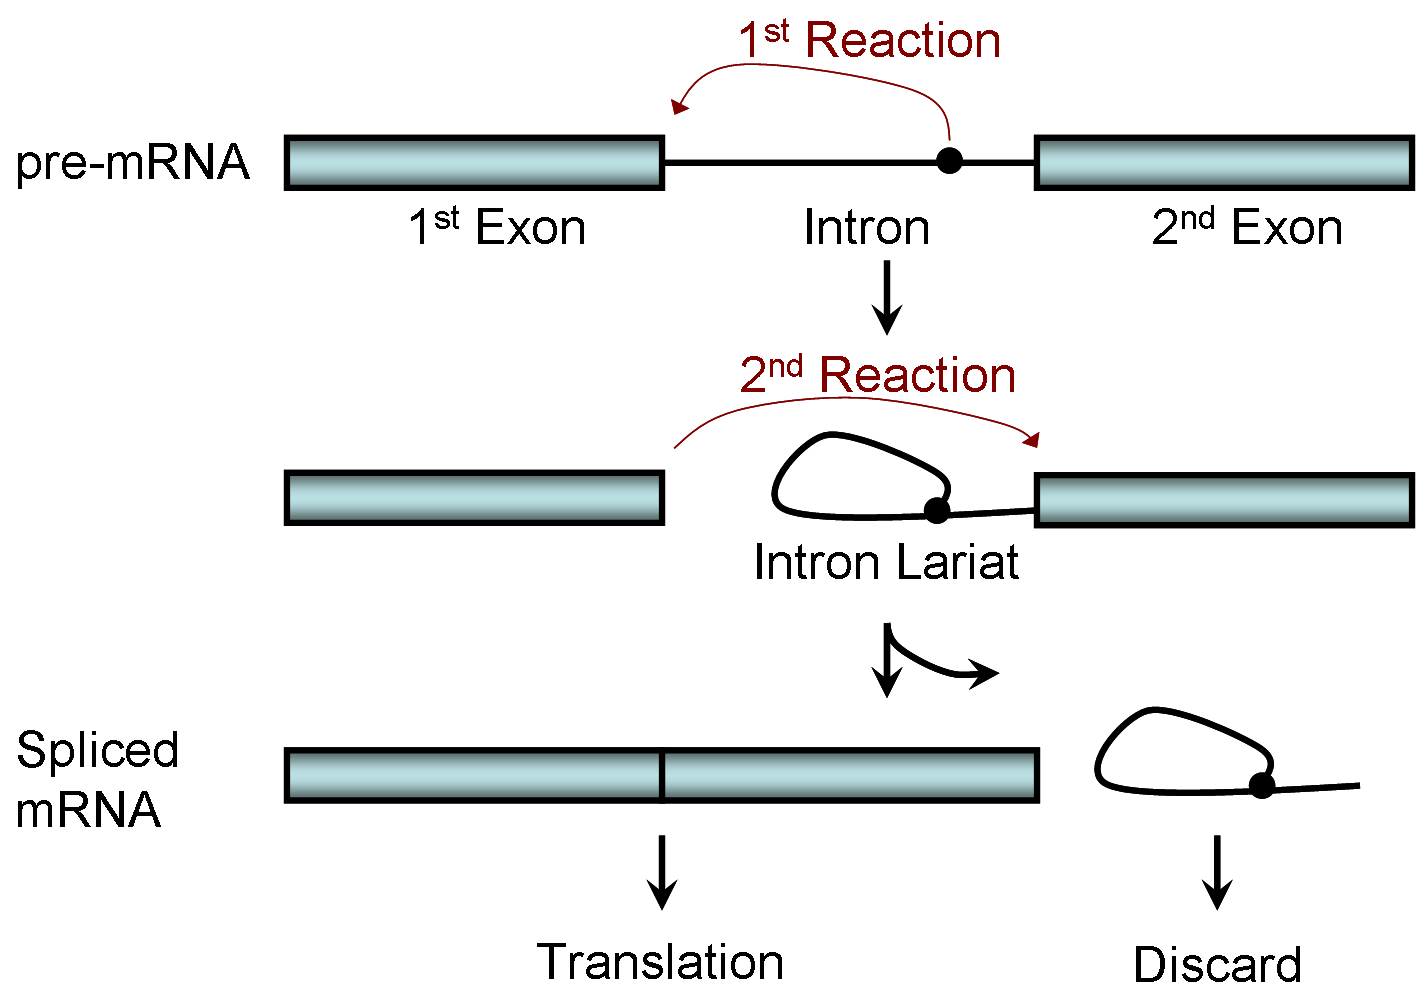 1st Reaction
pre-mRNA
1st Exon
Intron
2nd Exon
2nd Reaction
Intron Lariat
Spliced
mRNA
Translation
Discard